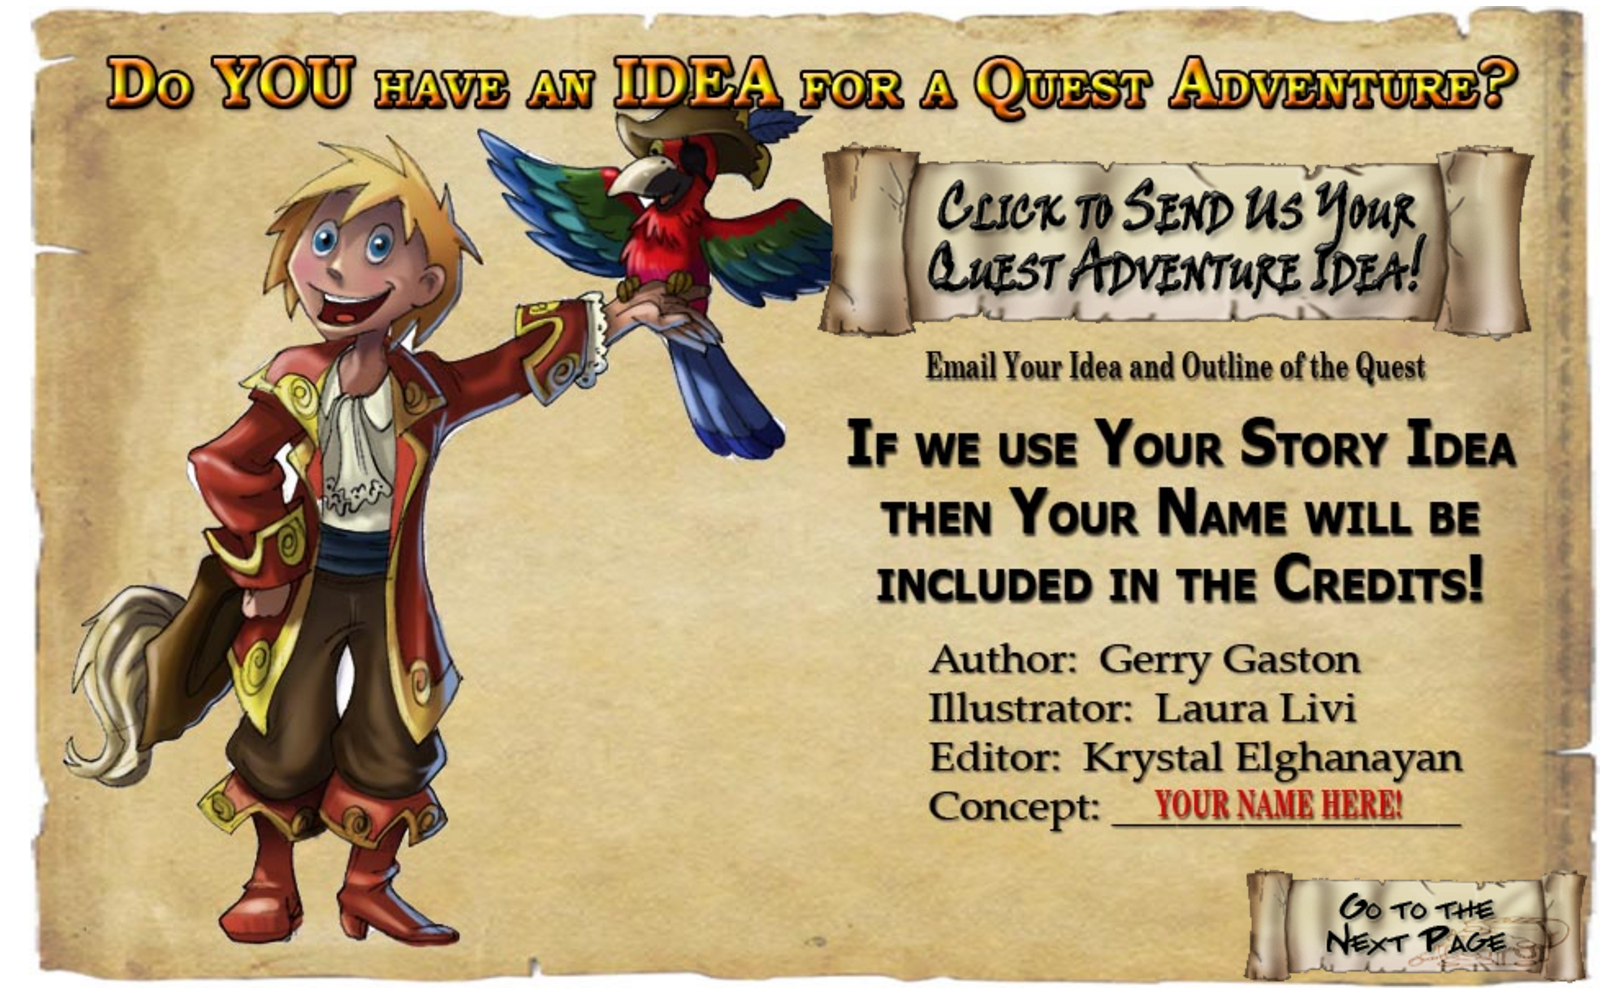 Do YOU HAVE AN IDEA FOR A QUEST ADVENTURE?
CLICK TO SEND US YOUR
QUEST ADVENTURE IDEA!
Email Your Idea and Outline of the Quest
IF WE USE YOUR STORY IDEA
THEN YOUR NAME WILL BE
INCLUDED IN THE CREDITS!
Author: Gerry Gaston
Illustrator: Laura Livi
Editor: Krystal Elghanayan
Concept: YOUR NAME HERE!
GO TO THE
NEXT PAGE